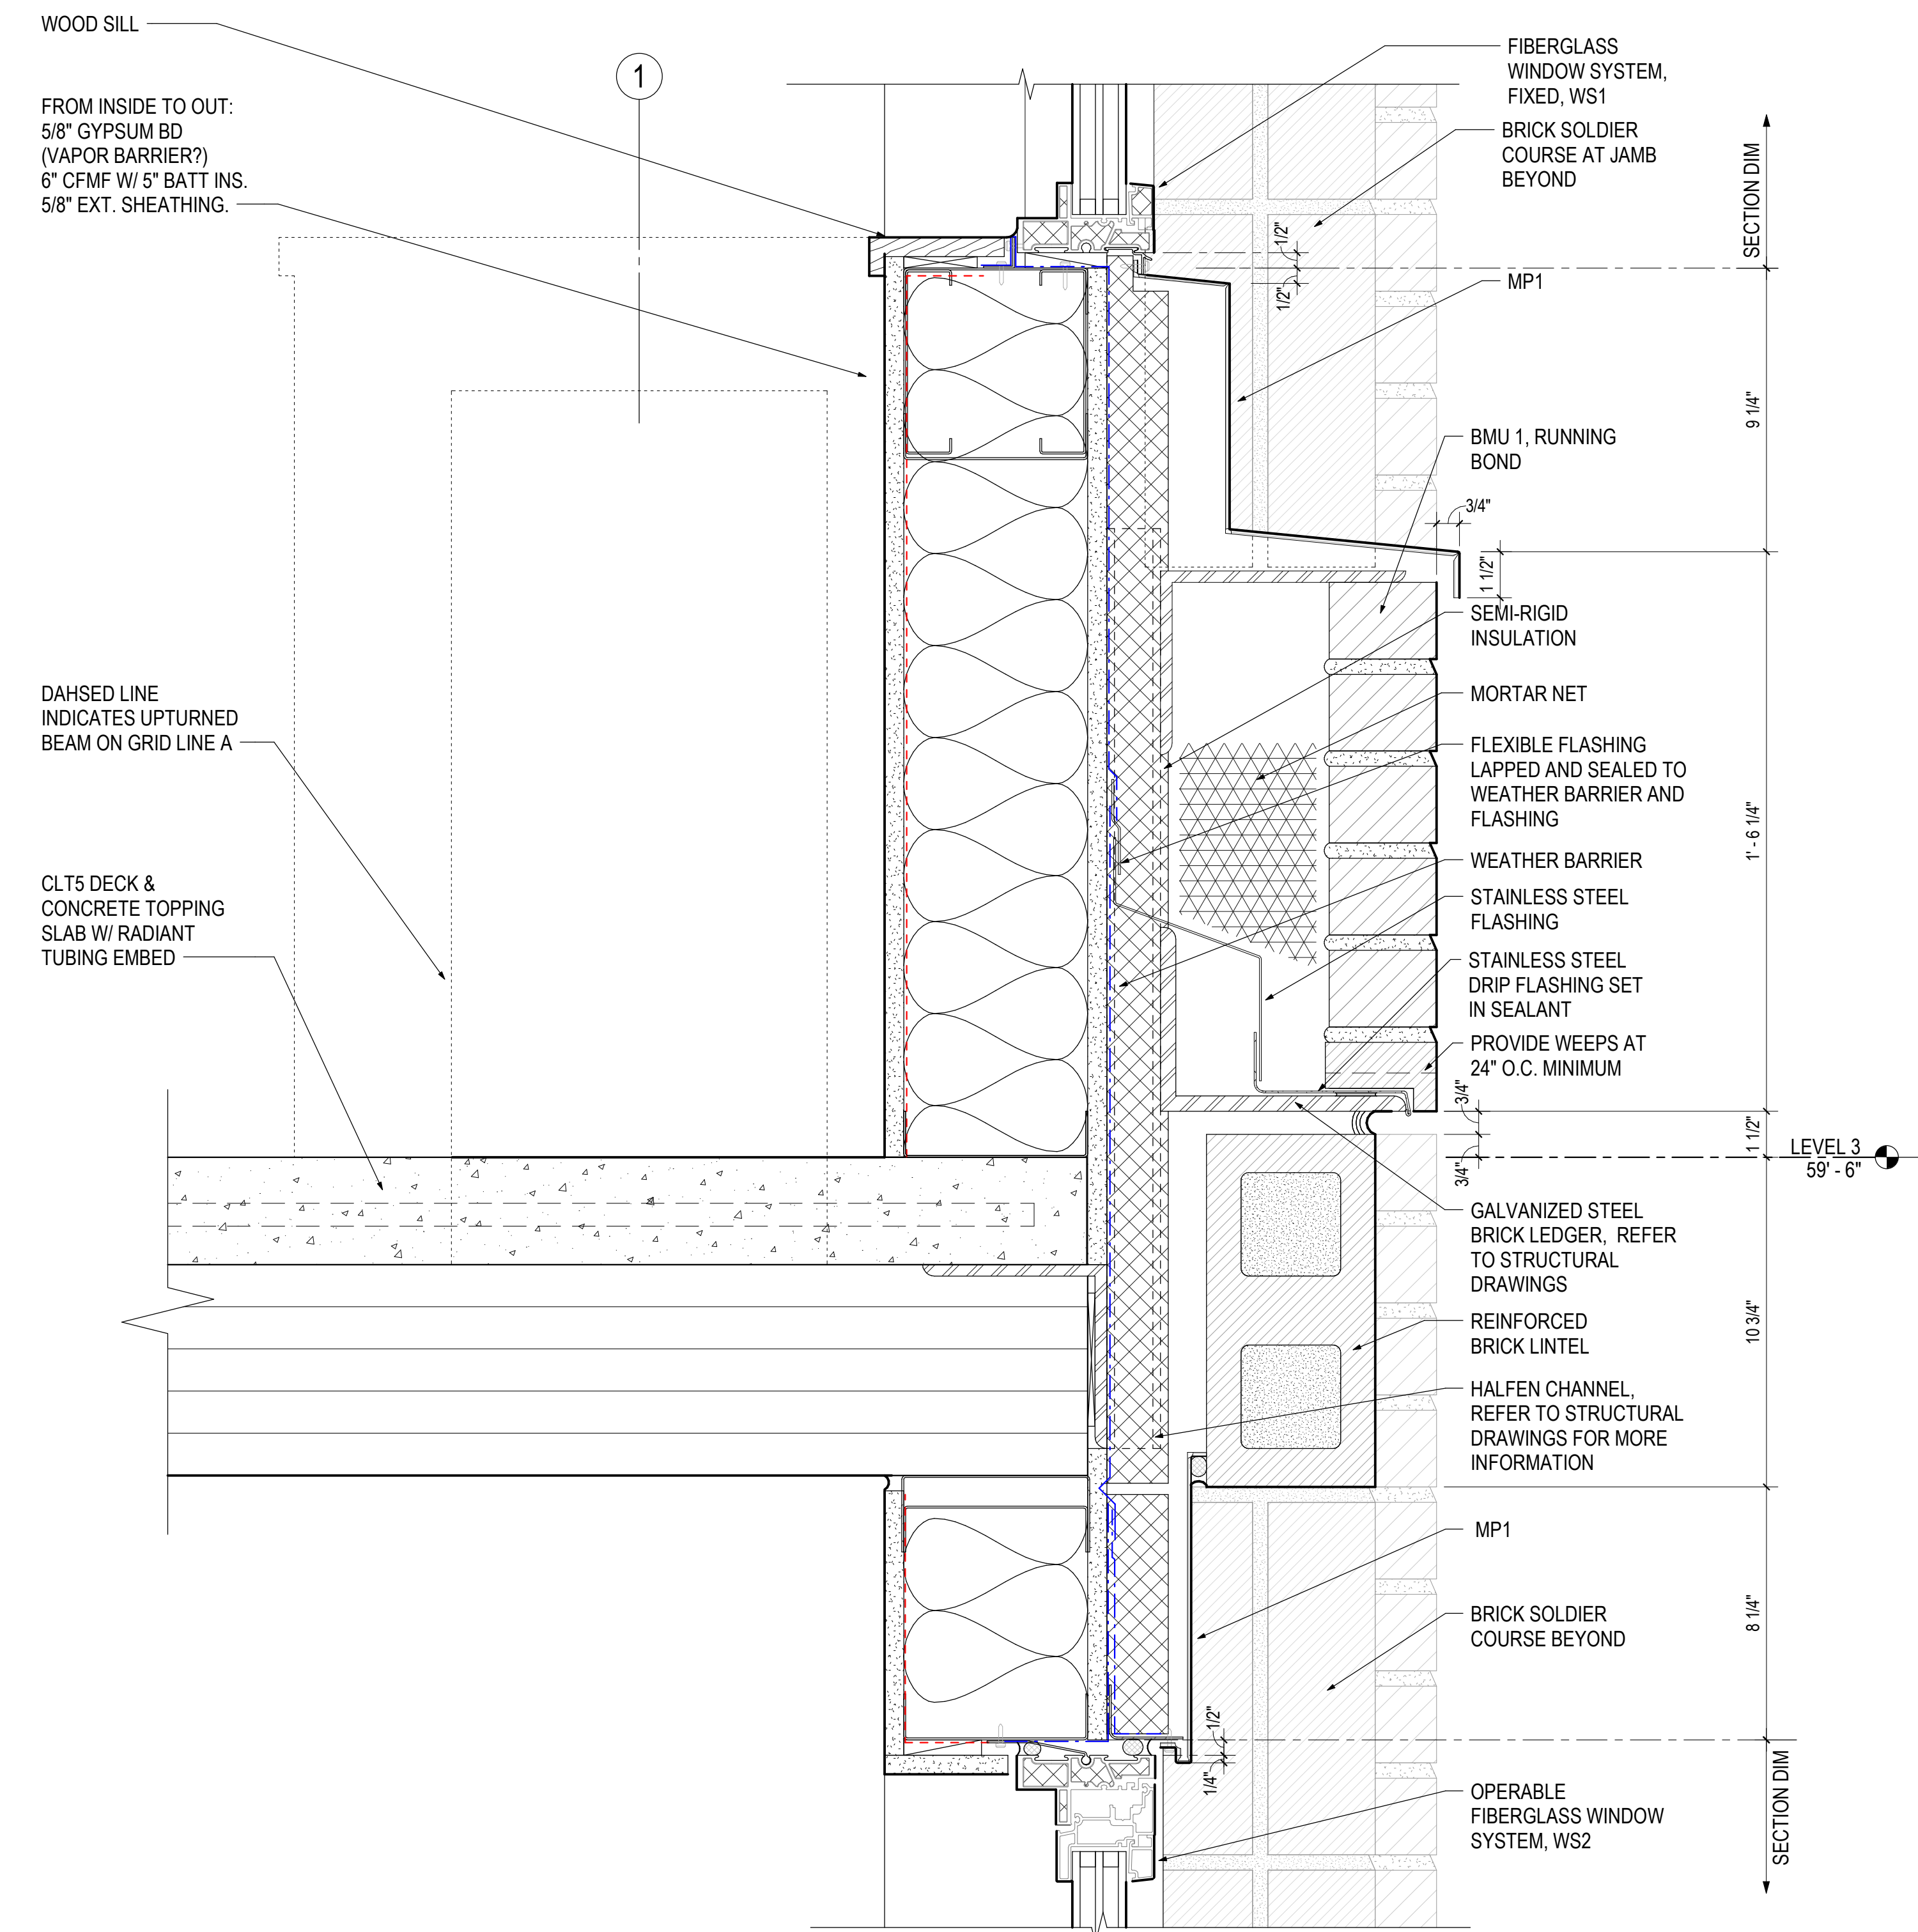 WOOD SILL
FROM INSIDE TO OUT:
5/8" GYPSUM BD
(VAPOR BARRIER?)
6" CFMF W/ 5" BATT INS.
5/8" EXT. SHEATHING.
1
DAHSED LINE
INDICATES UPTURNED
BEAM ON GRID LINE A
CLT5 DECK &
CONCRETE TOPPING
SLAB W/ RADIANT
TUBING EMBED
FIBERGLASS
WINDOW SYSTEM,
FIXED, WS1
BRICK SOLDIER
COURSE AT JAMB
BEYOND
MP1
BMU 1, RUNNING
BOND
SEMI-RIGID
INSULATION
MORTAR NET
FLEXIBLE FLASHING
LAPPED AND SEALED TO
WEATHER BARRIER AND
FLASHING
WEATHER BARRIER
STAINLESS STEEL
FLASHING
STAINLESS STEEL
DRIP FLASHING SET
IN SEALANT
PROVIDE WEEPS AT
24" O.C. MINIMUM
GALVANIZED STEEL
BRICK LEDGER, REFER
TO STRUCTURAL
DRAWINGS
REINFORCED
BRICK LINTEL
HALFEN CHANNEL,
REFER TO STRUCTURAL
DRAWINGS FOR MORE
INFORMATION
MP1
BRICK SOLDIER
COURSE BEYOND
OPERABLE
FIBERGLASS WINDOW
SYSTEM, WS2
1/2"
1/2"
3/4"
1 1/2"
3/4"
3/4"
1/2"
1/4"
SECTION DIM
9 1/4"
1' - 6 1/4"
1 1/2"
LEVEL 3
59' - 6"
10 3/4"
8 1/4"
SECTION DIM